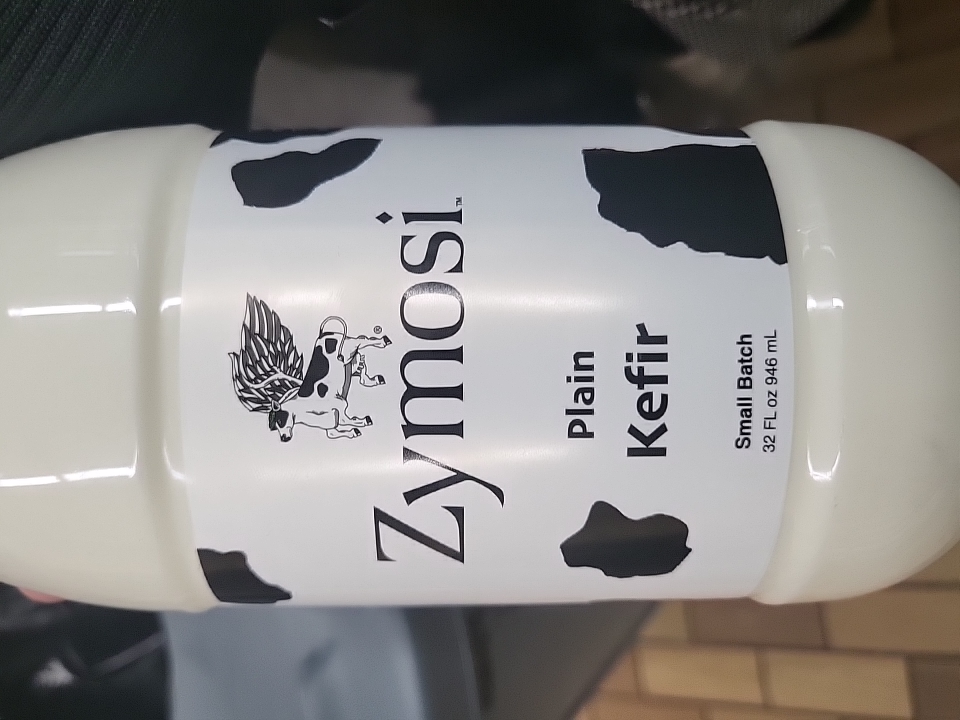 ®
Zymosi™
Plain
Kefir
Small Batch
32 FL oz 946 mL